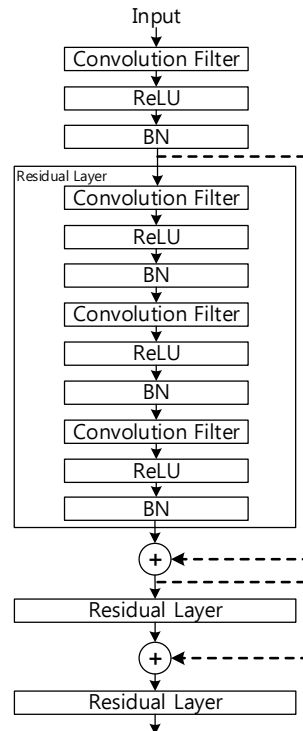 Input
Convolution Filter
ReLU
BN
Residual Layer
Convolution Filter
ReLU
BN
Convolution Filter
ReLU
BN
Convolution Filter
ReLU
BN
+
Residual Layer
+
Residual Layer